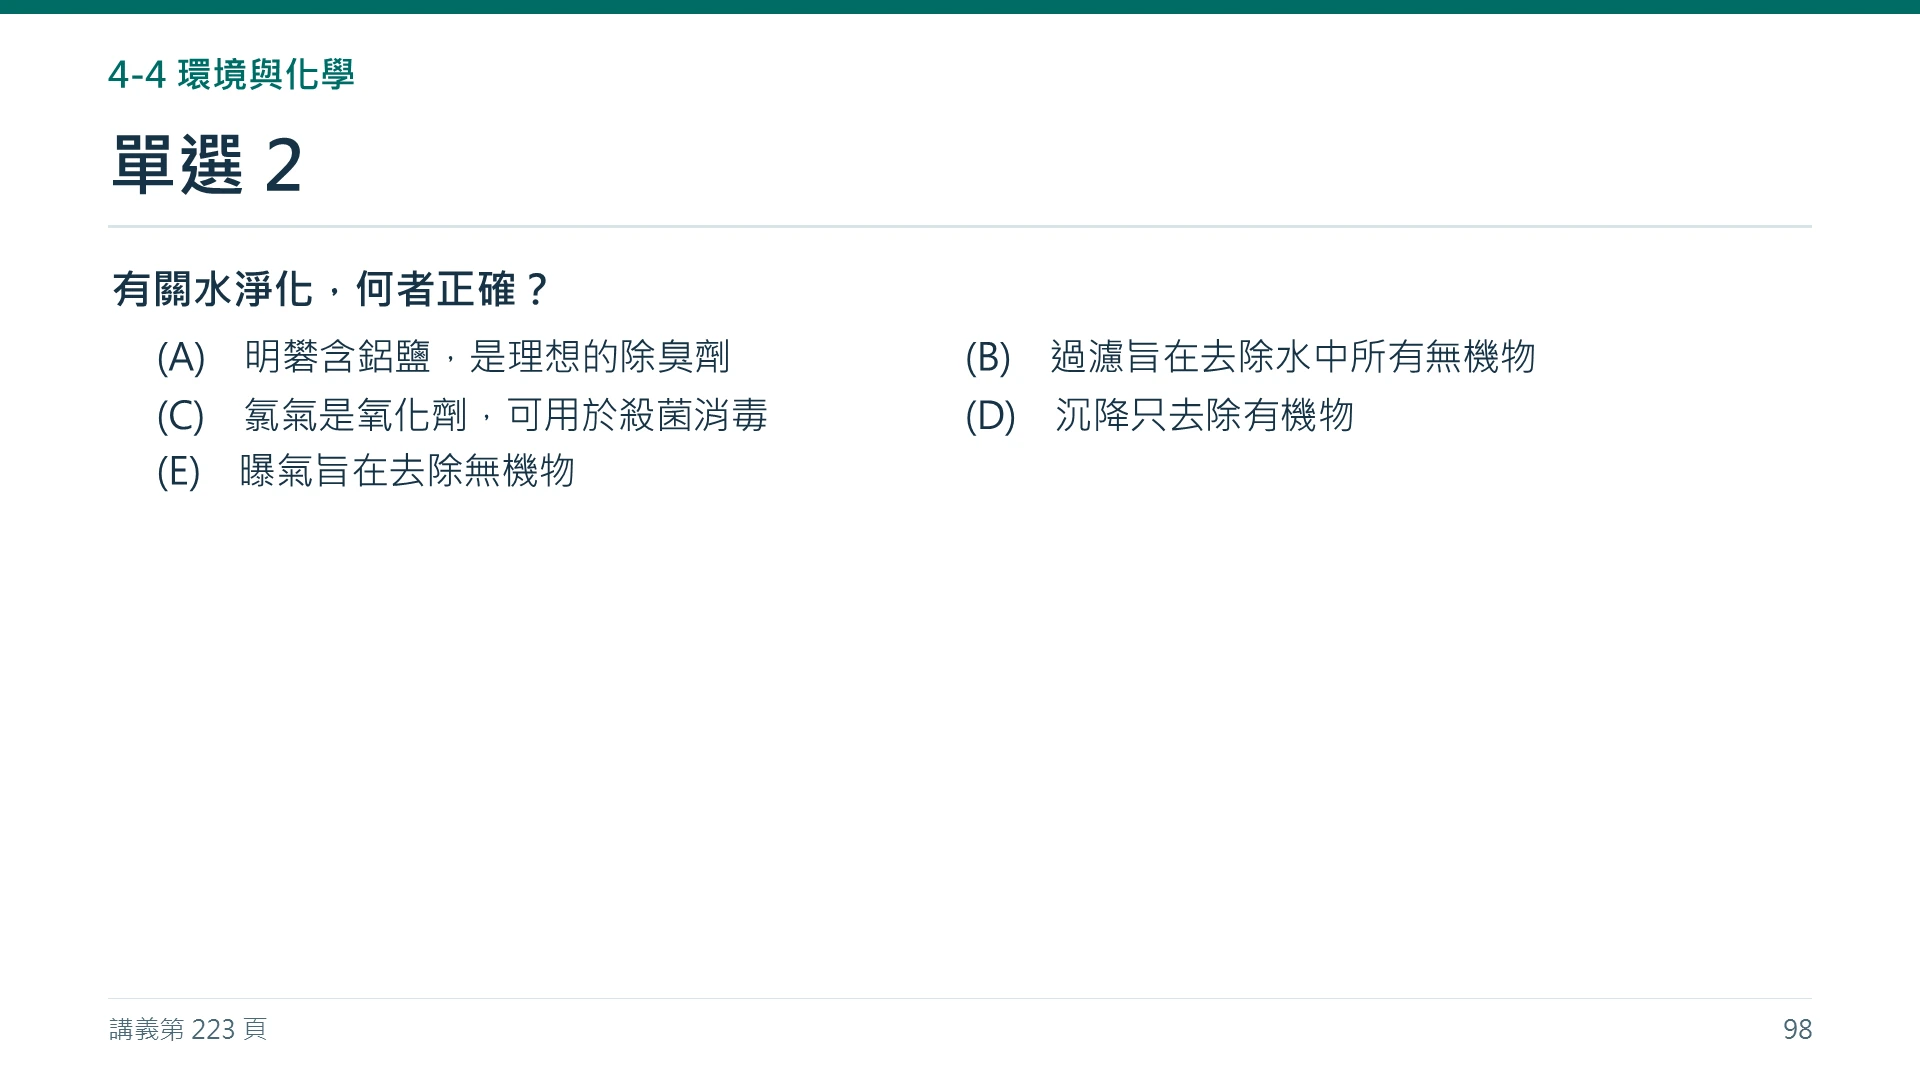 4-4 環境與化學
單選 2
有關水淨化，何者正確？
(A) 明礬含鋁鹽，是理想的除臭劑
(B) 過濾旨在去除水中所有無機物
(C) 氯氣是氧化劑，可用於殺菌消毒
(D) 沉降只去除有機物
(E) 曝氣旨在去除無機物
講義第 223 頁
98